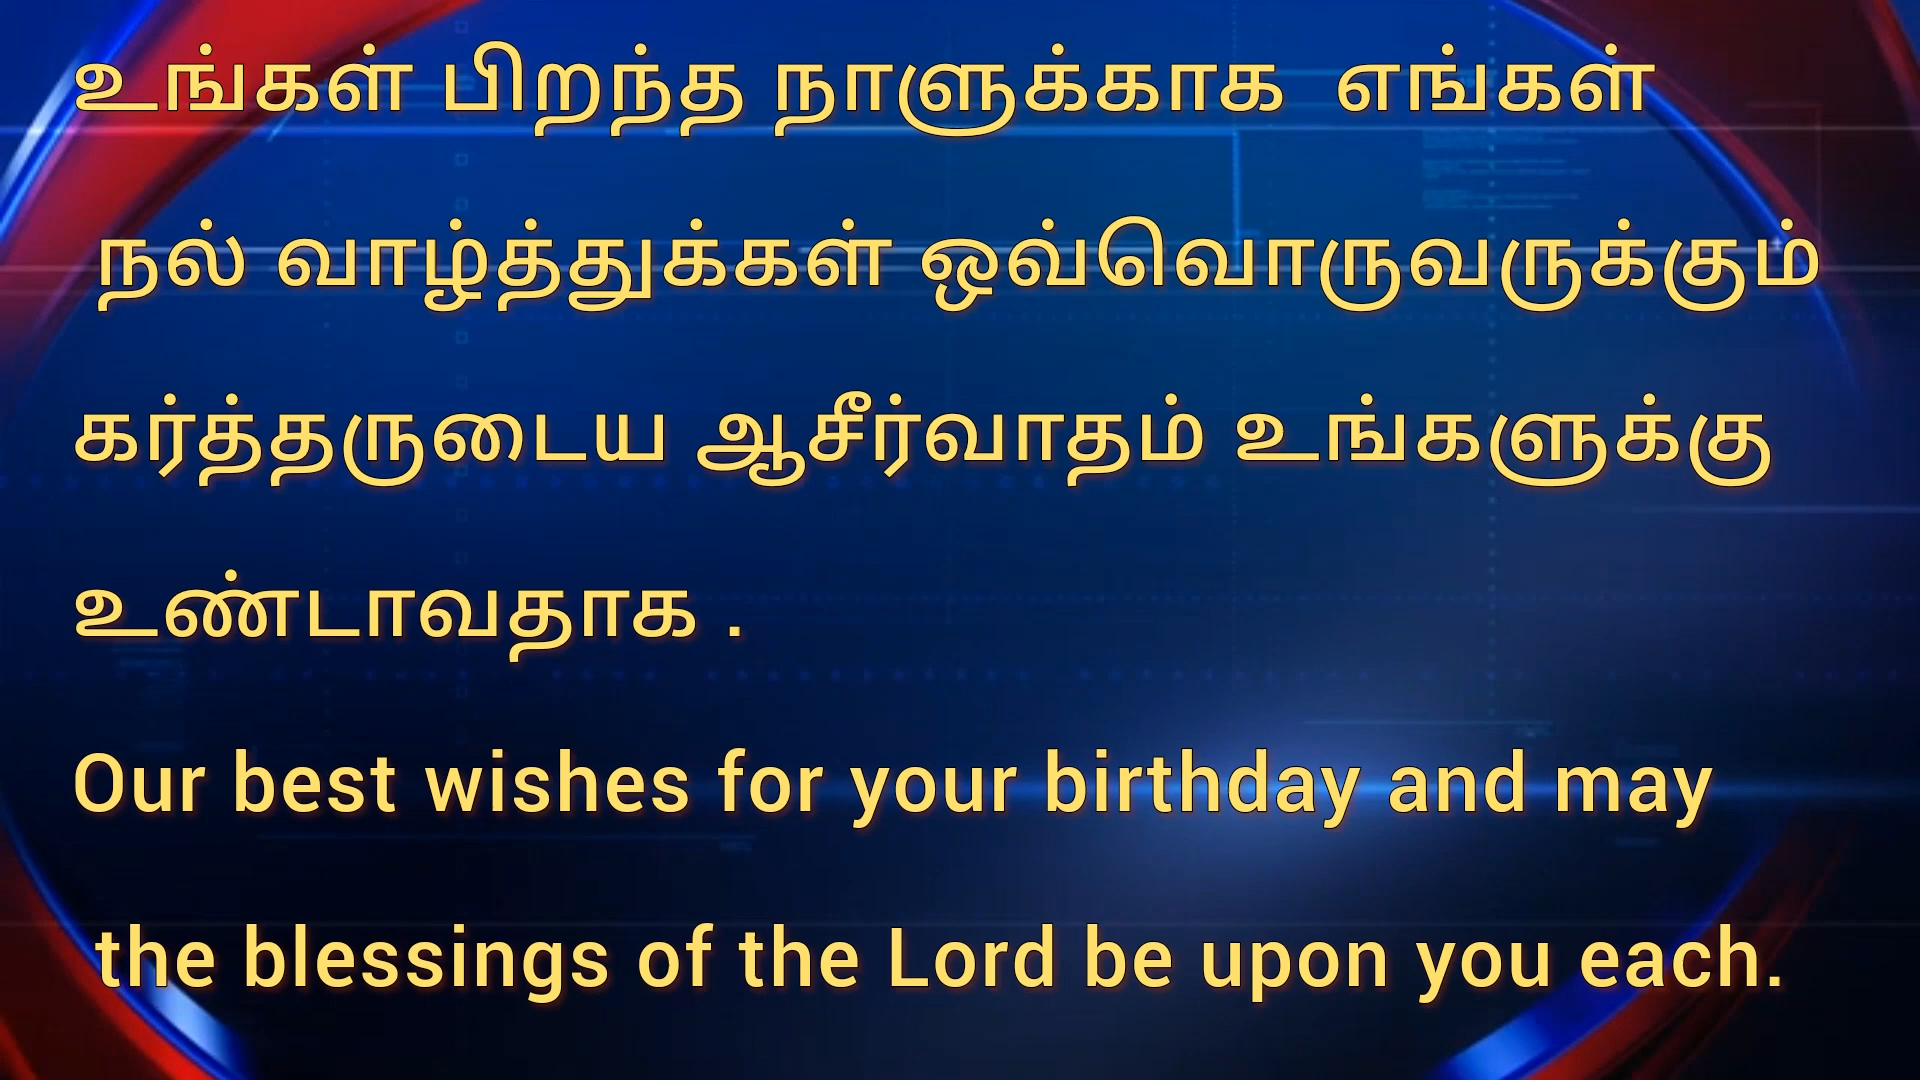 உங்கள் பிறந்த நாளுக்காக எங்கள்
நல் வாழ்த்துக்கள் ஒவ்வொருவருக்கும்
கர்த்தருடைய ஆசீர்வாதம் உங்களுக்கு
உண்டாவதாக .
Our best wishes for your birthday and may
the blessings of the Lord be upon you each.